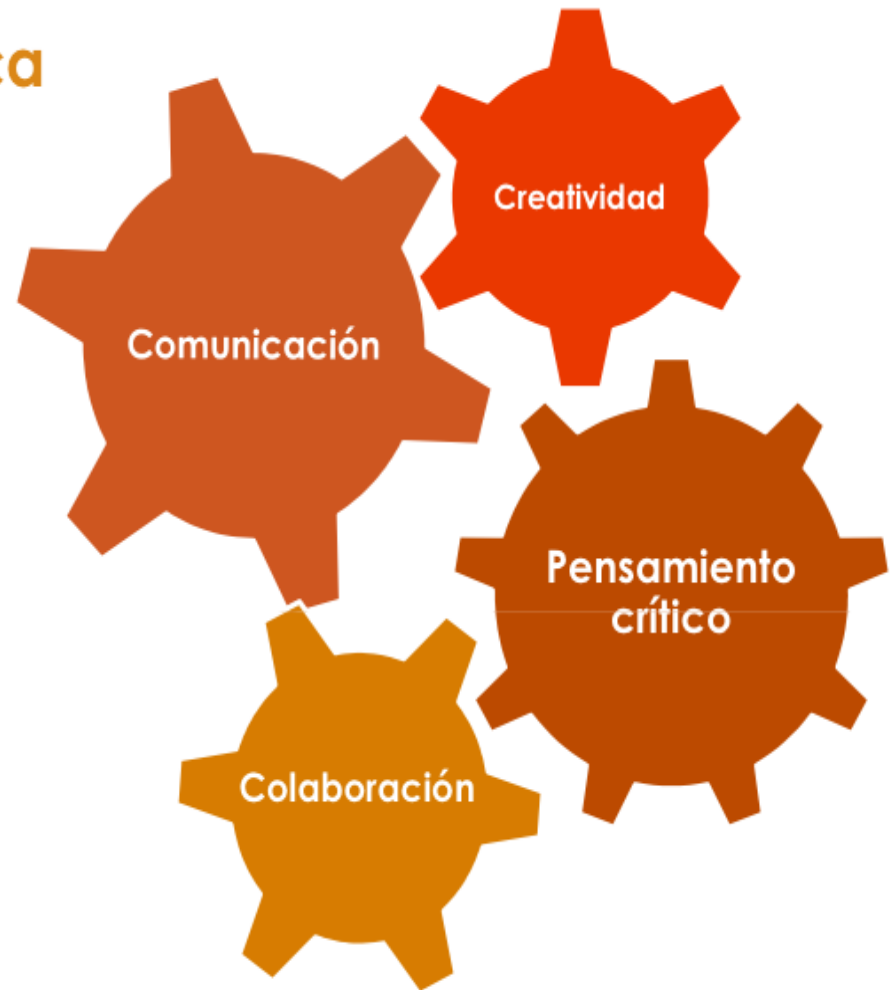 ca
Creatividad
Comunicación
Pensamiento
crítico
Colaboración